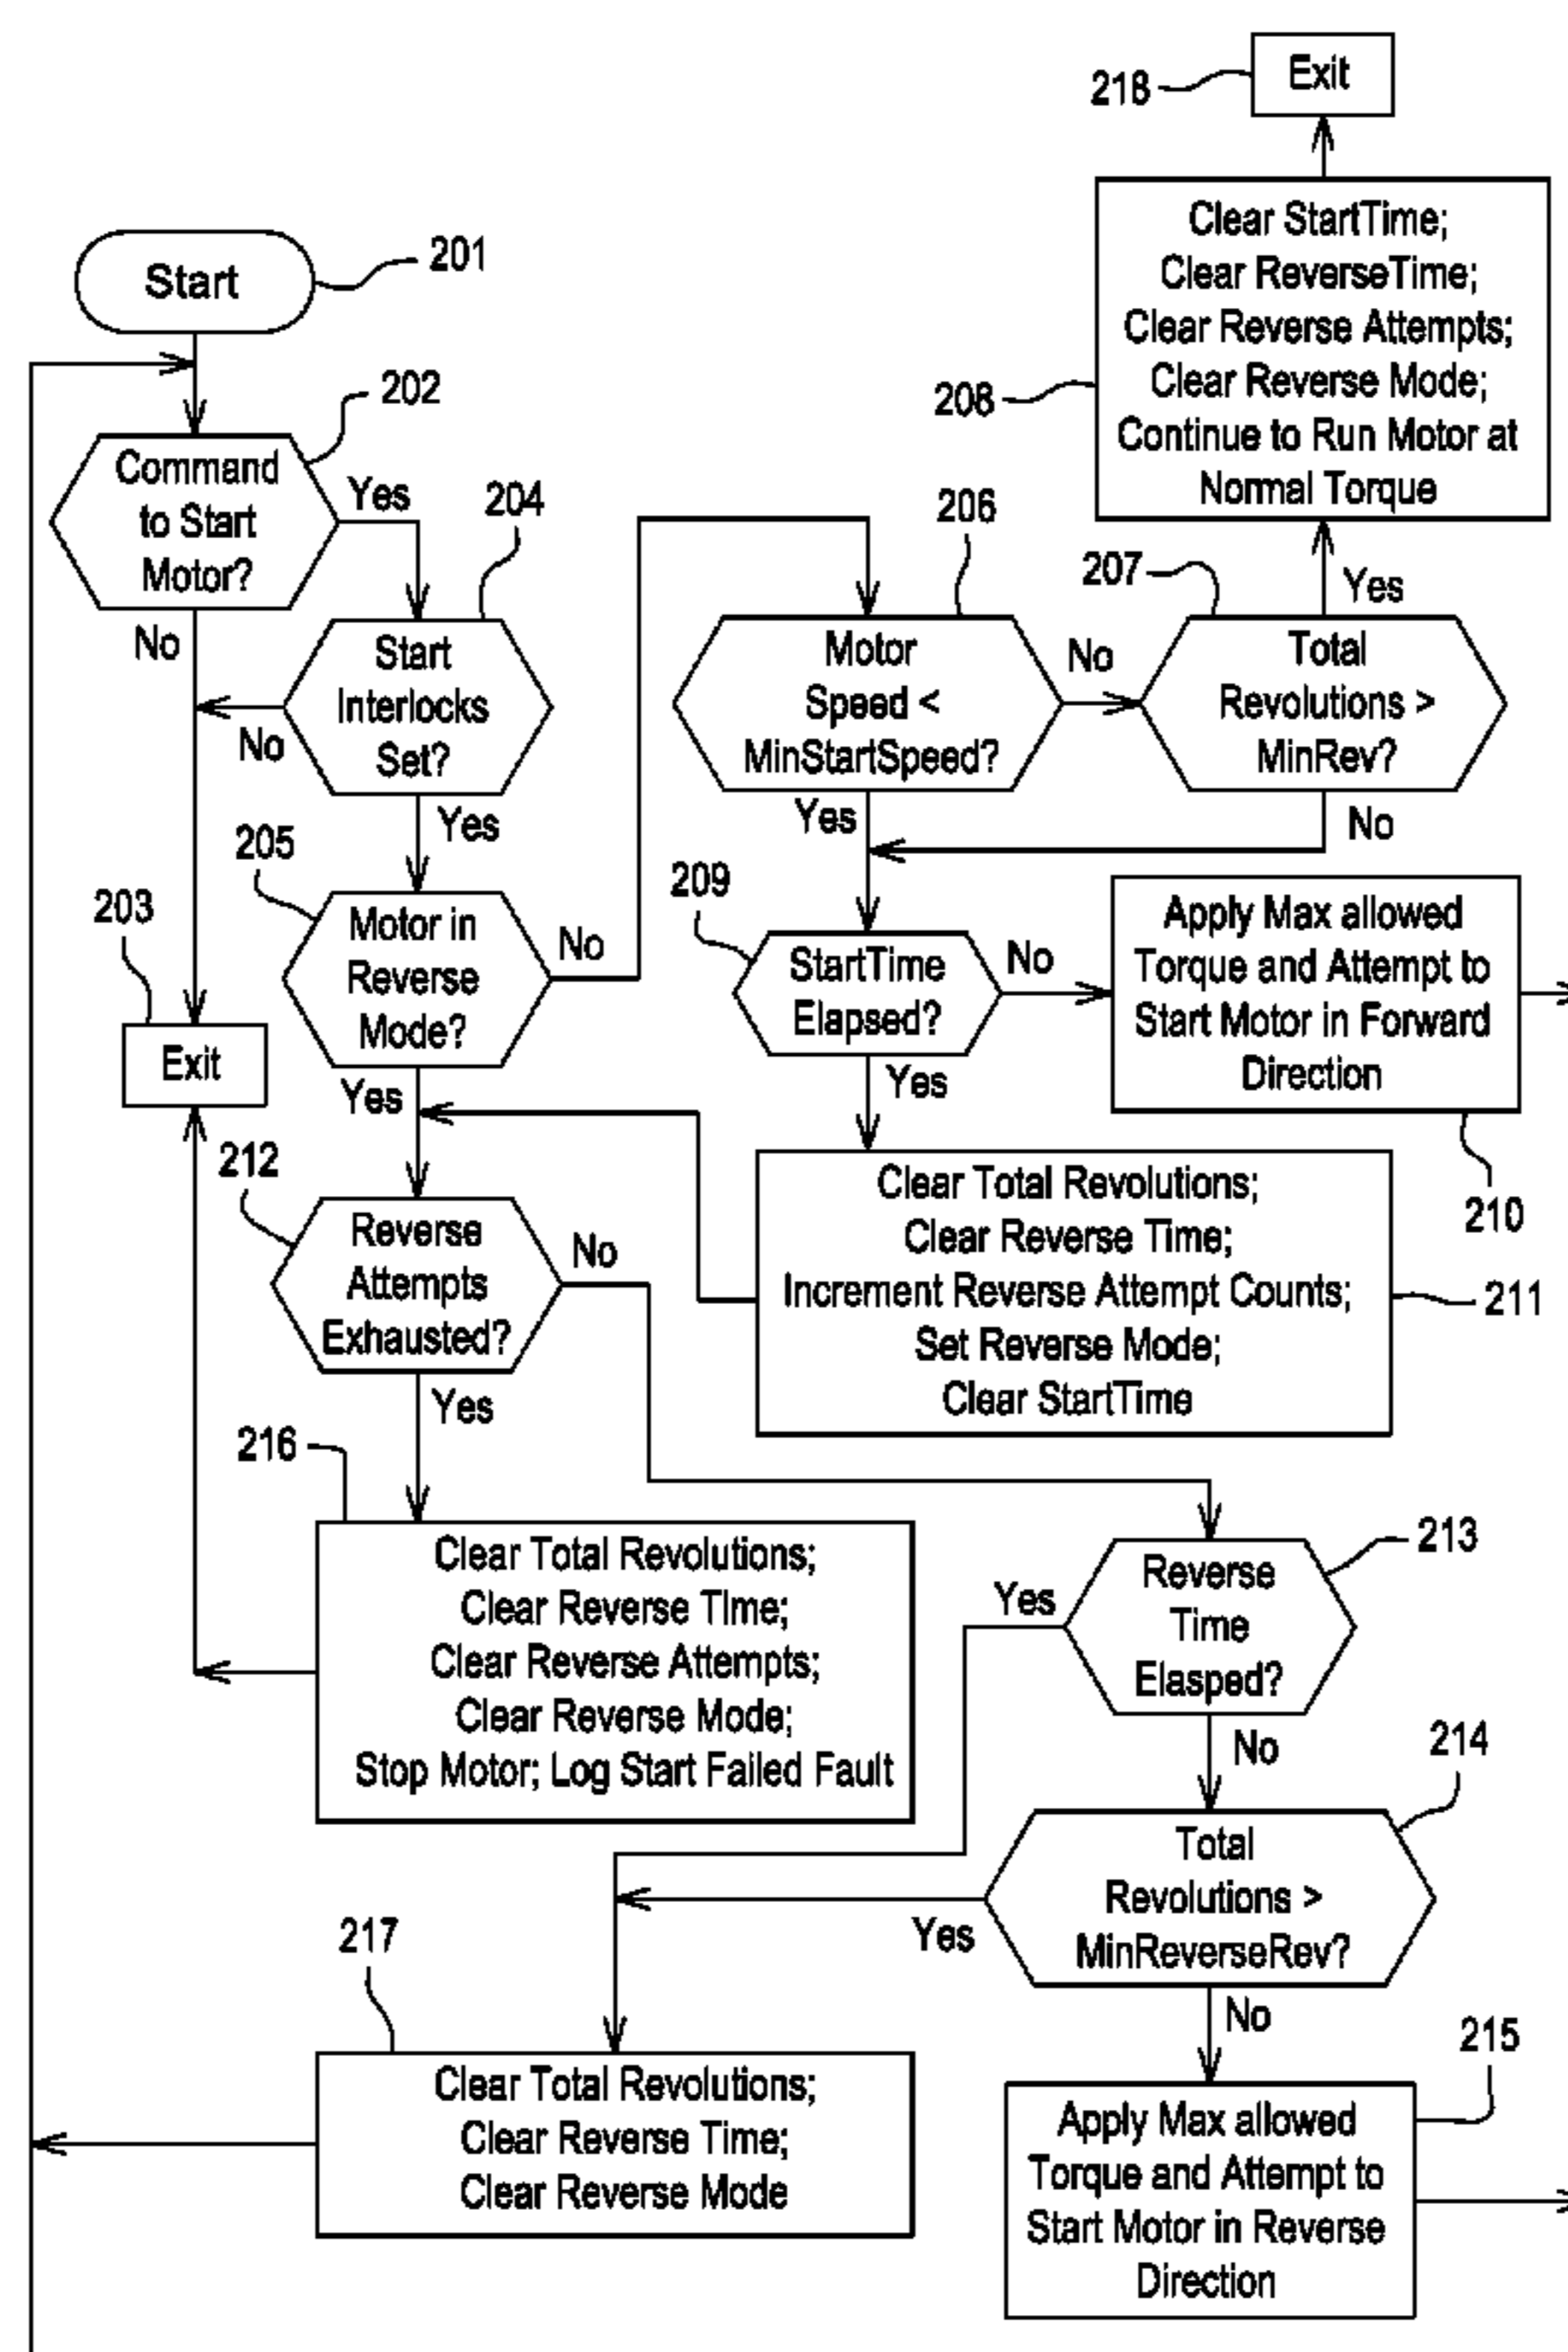 218
Exit
Clear StartTime;
Clear ReverseTime;
Clear Reverse Attempts;
Clear Reverse Mode;
Continue to Run Motor at
Normal Torque
208
Start
201
202
Command
to Start
Motor?
Yes
No
204
Start
Interlocks
Set?
No
Yes
206
Motor
Speed <
MinStartSpeed?
No
Yes
207
Total
Revolutions >
MinRev?
Yes
No
205
Motor in
Reverse
Mode?
No
Yes
203
Exit
209
StartTime
Elapsed?
No
Yes
Apply Max allowed
Torque and Attempt to
Start Motor in Forward
Direction
210
212
Reverse
Attempts
Exhausted?
No
Yes
Clear Total Revolutions;
Clear Reverse Time;
Increment Reverse Attempt Counts;
Set Reverse Mode;
Clear StartTime
211
216
Clear Total Revolutions;
Clear Reverse Time;
Clear Reverse Attempts;
Clear Reverse Mode;
Stop Motor; Log Start Failed Fault
213
Reverse
Time
Elasped?
Yes
No
214
Total
Revolutions >
MinReverseRev?
Yes
No
217
Clear Total Revolutions;
Clear Reverse Time;
Clear Reverse Mode
215
Apply Max allowed
Torque and Attempt to
Start Motor in Reverse
Direction